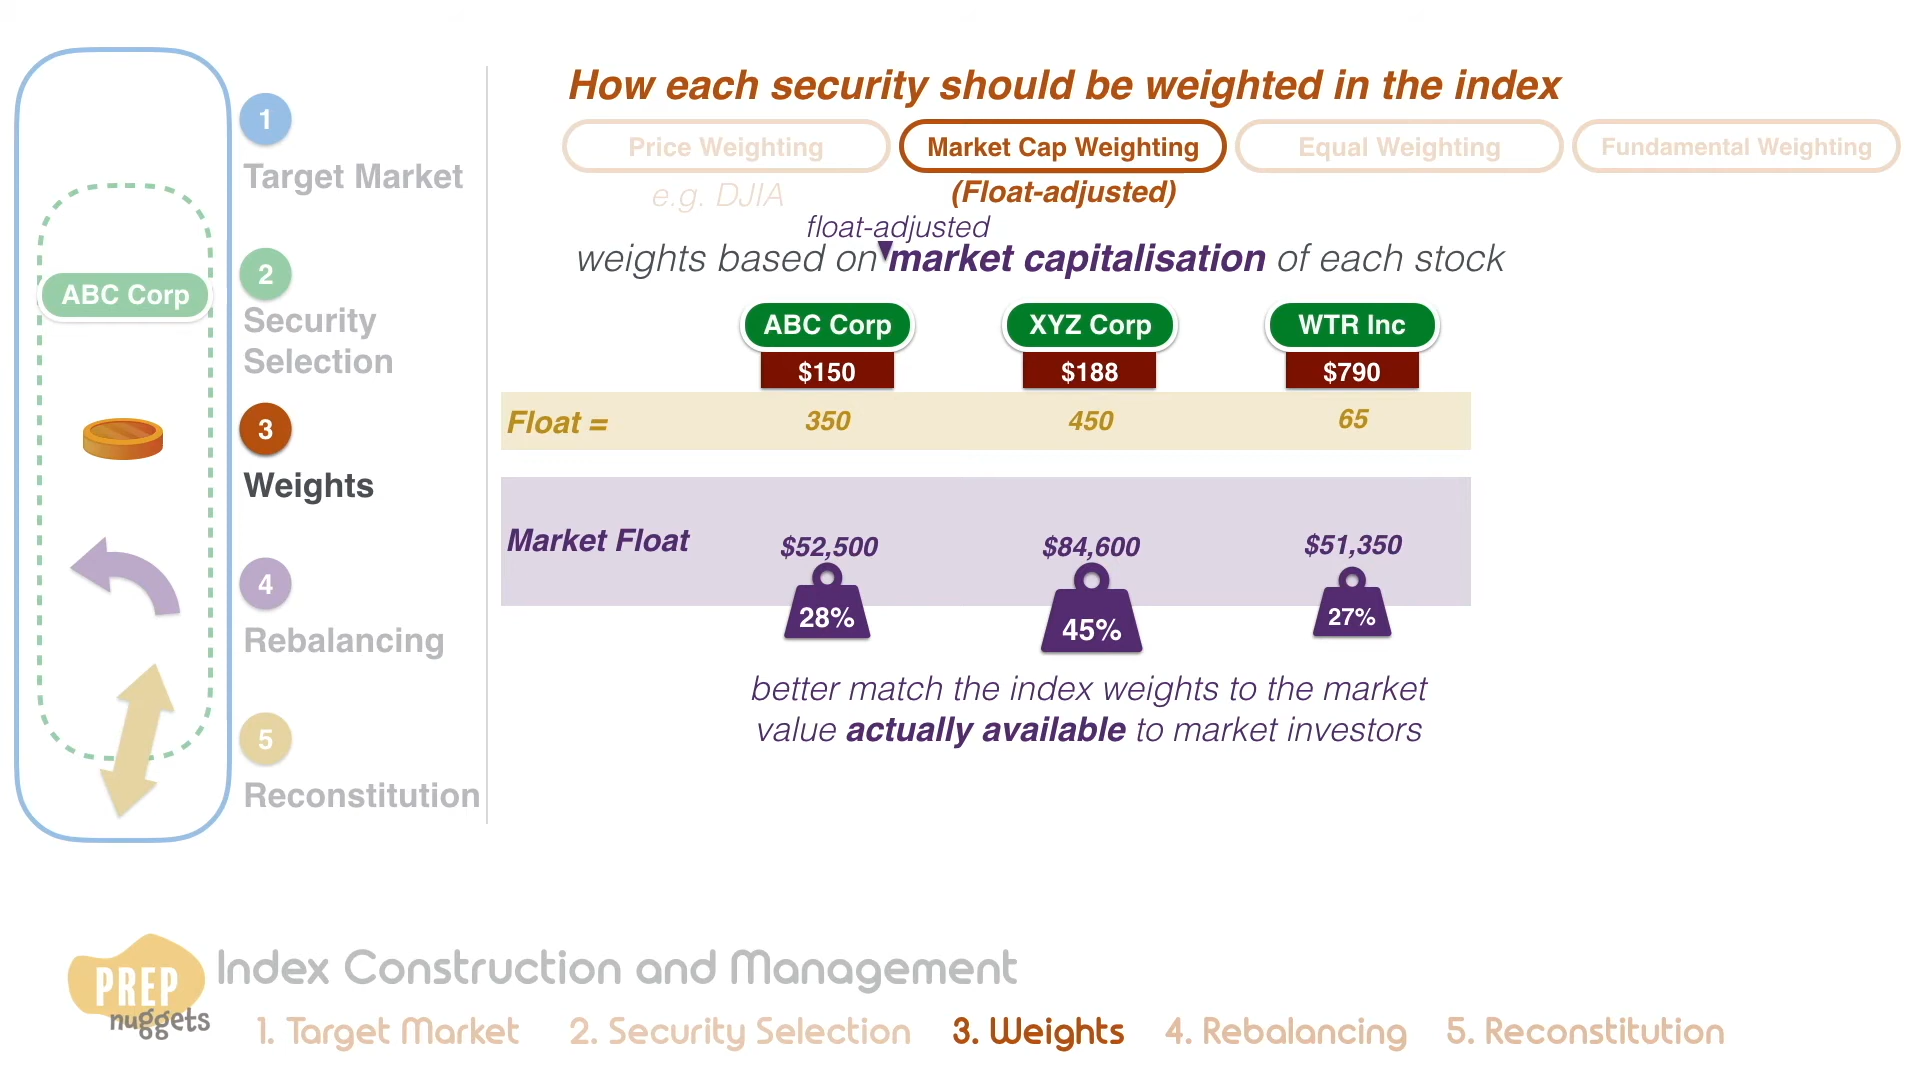 How each security should be weighted in the index
Price Weighting
Market Cap Weighting
Equal Weighting
Fundamental Weighting
e.g. DJIA
(Float-adjusted)
float-adjusted
weights based on market capitalisation of each stock
ABC Corp
XYZ Corp
WTR Inc
$150
$188
$790
Float =
350
450
65
Market Float
$52,500
$84,600
$51,350
28%
45%
27%
better match the index weights to the market
value actually available to market investors
1
Target Market
ABC Corp
2
Security
Selection
3
Weights
4
Rebalancing
5
Reconstitution
PREP
nuggets
Index Construction and Management
1. Target Market
2. Security Selection
3. Weights
4. Rebalancing
5. Reconstitution